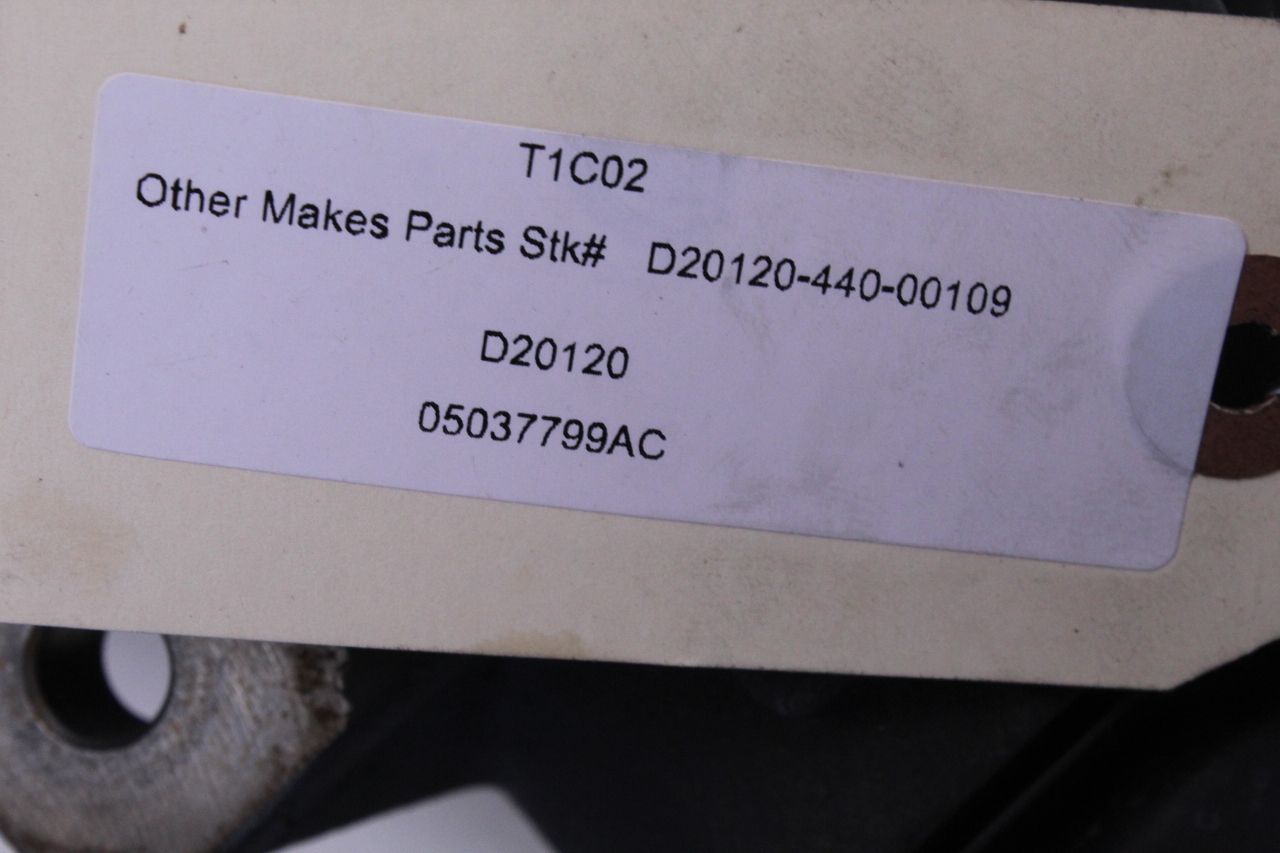 T1C02
Other Makes Parts Stk# D20120-440-00109
D20120
05037799AC